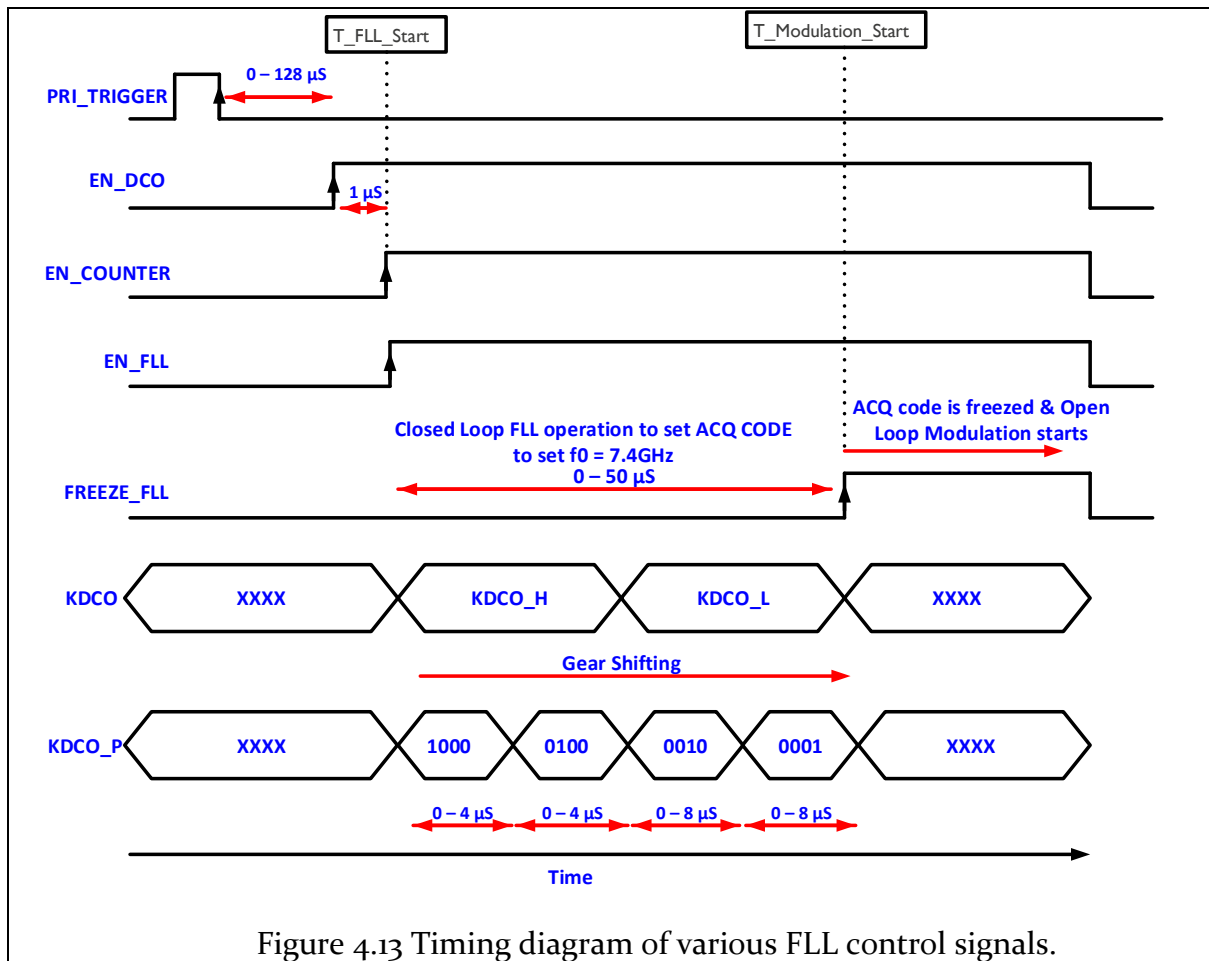 T_FLL_Start
T_Modulation_Start
0 – 128 µS
PRI_TRIGGER
EN_DCO
1 µS
EN_COUNTER
EN_FLL
ACQ code is freezed & Open
Loop Modulation starts
Closed Loop FLL operation to set ACQ CODE
to set f0 = 7.4GHz
0 – 50 µS
FREEZE_FLL
KDCO
XXXX
KDCO_H
KDCO_L
XXXX
Gear Shifting
KDCO_P
XXXX
1000
0100
0010
0001
XXXX
0 – 4 µS
0 – 4 µS
0 – 8 µS
0 – 8 µS
Time
Figure 4.13 Timing diagram of various FLL control signals.